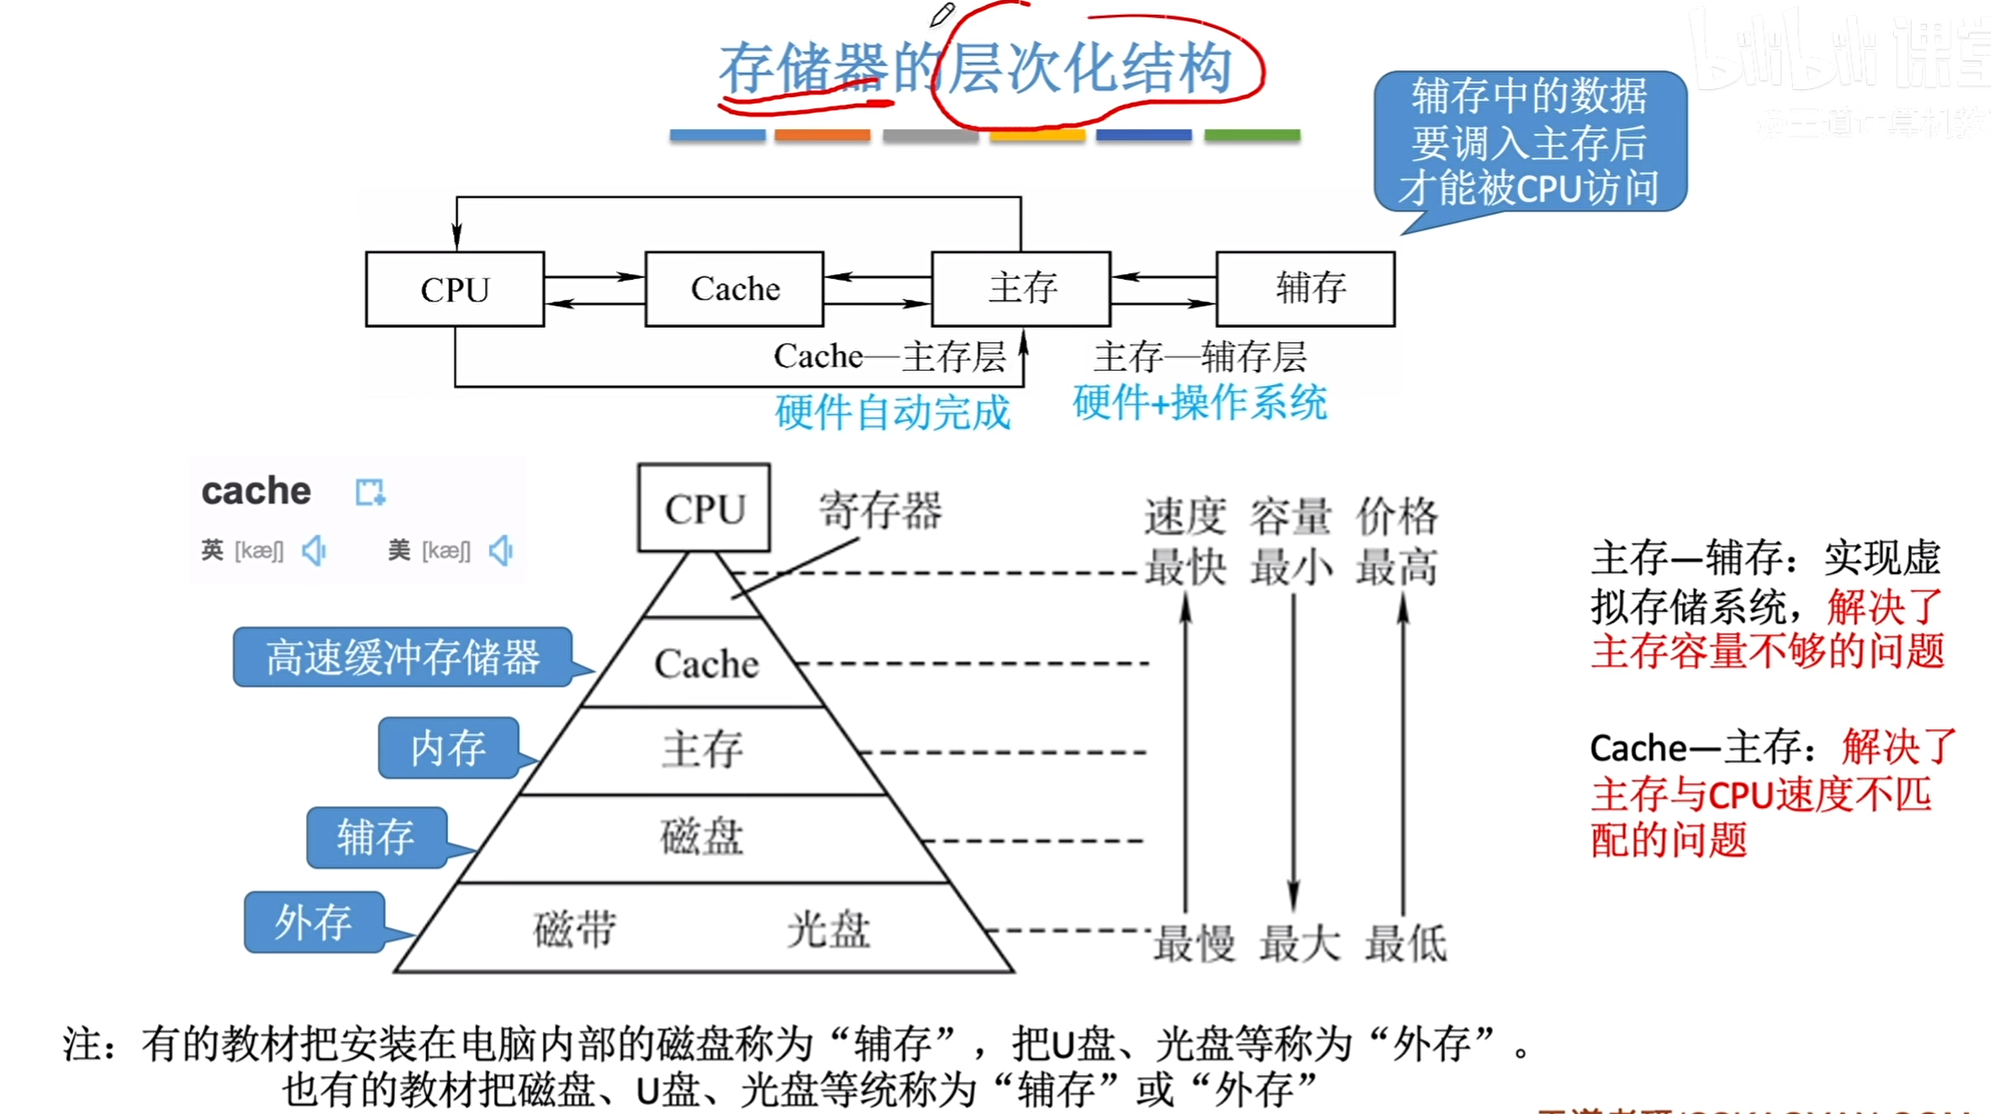 存储器的层次化结构
bilibili 课堂
辅存中的数据
要调入主存后
才能被CPU访问
CPU
Cache
主存
辅存
Cache—主存层
主存—辅存层
硬件自动完成
硬件+操作系统
cache
英 [kæʃ] 美 [kæʃ]
CPU
寄存器
速度 容量 价格
最快 最小 最高
高速缓冲存储器
Cache
内存
主存
辅存
磁盘
外存
磁带 光盘
最慢 最大 最低
主存—辅存：实现虚
拟存储系统，解决了
主存容量不够的问题
Cache—主存：解决了
主存与CPU速度不匹
配的问题
注：有的教材把安装在电脑内部的磁盘称为“辅存”，把U盘、光盘等称为“外存”。
也有的教材把磁盘、U盘、光盘等统称为“辅存”或“外存”